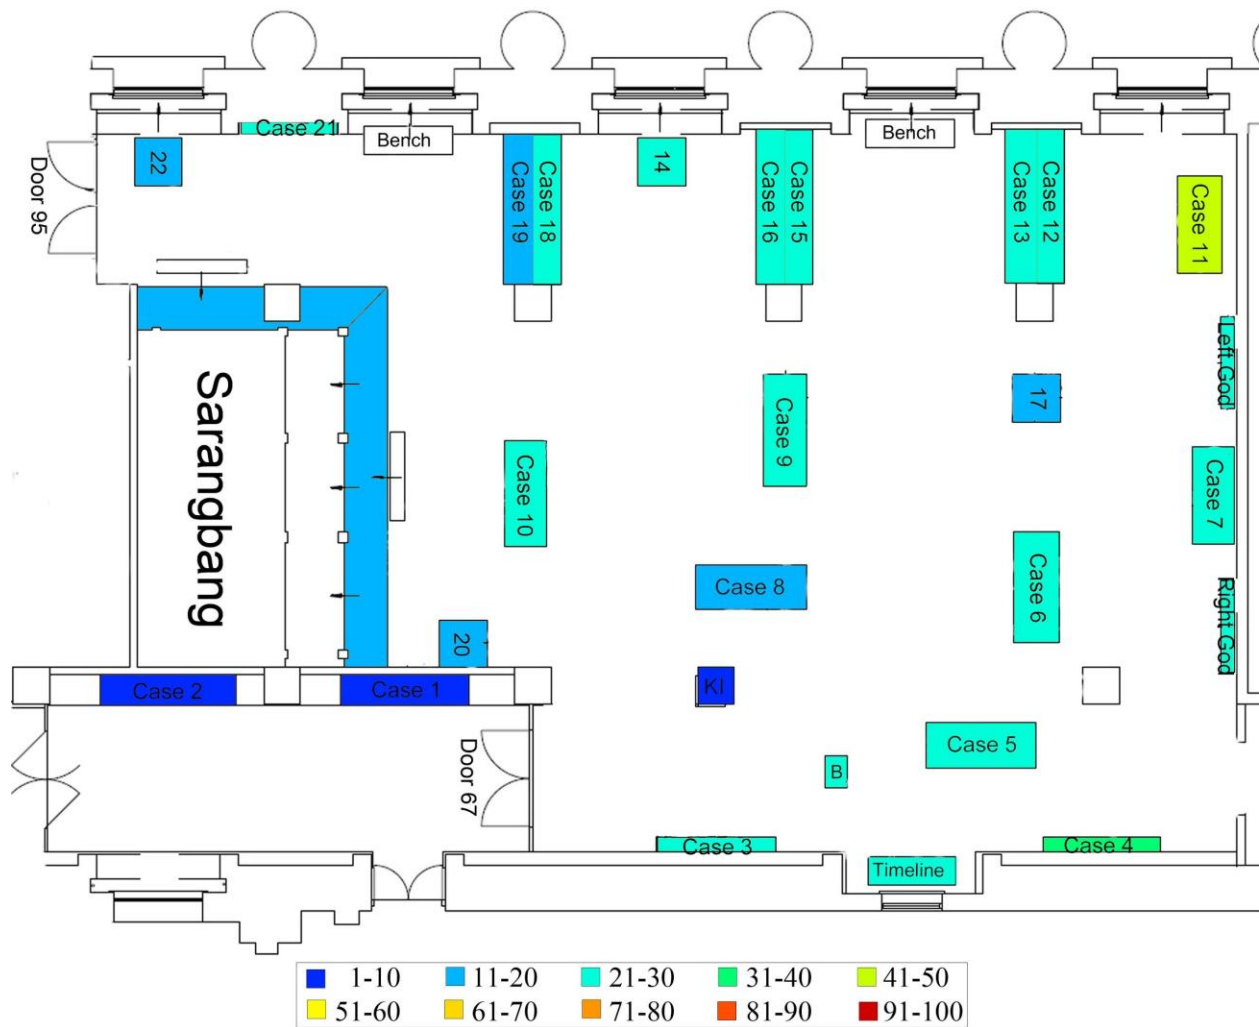 Case 21
Bench
Bench
22
Door 95
Case 19
Case 18
14
Case 16
Case 15
Case 13
Case 12
Case 11
Left God
Sarangbang
17
Case 9
Case 10
Case 7
Case 8
Case 6
Right God
20
Case 2
Case 1
KI
Case 5
Door 67
B
Case 3
Case 4
Timeline
1-10
11-20
21-30
31-40
41-50
51-60
61-70
71-80
81-90
91-100